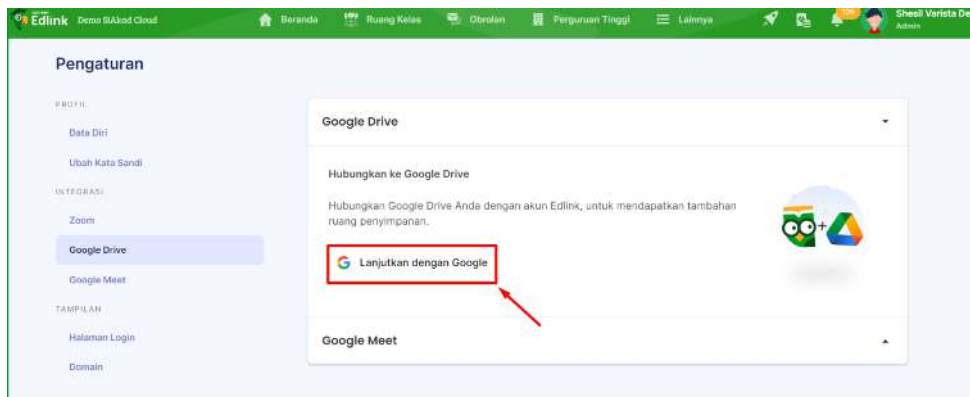 Edlink Demo SIAkad Cloud
Beranda
Ruang Kelas
Obrolan
Perguruan Tinggi
Lainnya
Shesil Varista De
Admin
Pengaturan
PROFIL
Data Diri
Ubah Kata Sandi
INTEGRASI
Zoom
Google Drive
Google Meet
TAMPILAN
Halaman Login
Domain
Google Drive
Hubungkan ke Google Drive
Hubungkan Google Drive Anda dengan akun Edlink, untuk mendapatkan tambahan
ruang penyimpanan.
Lanjutkan dengan Google
Google Meet